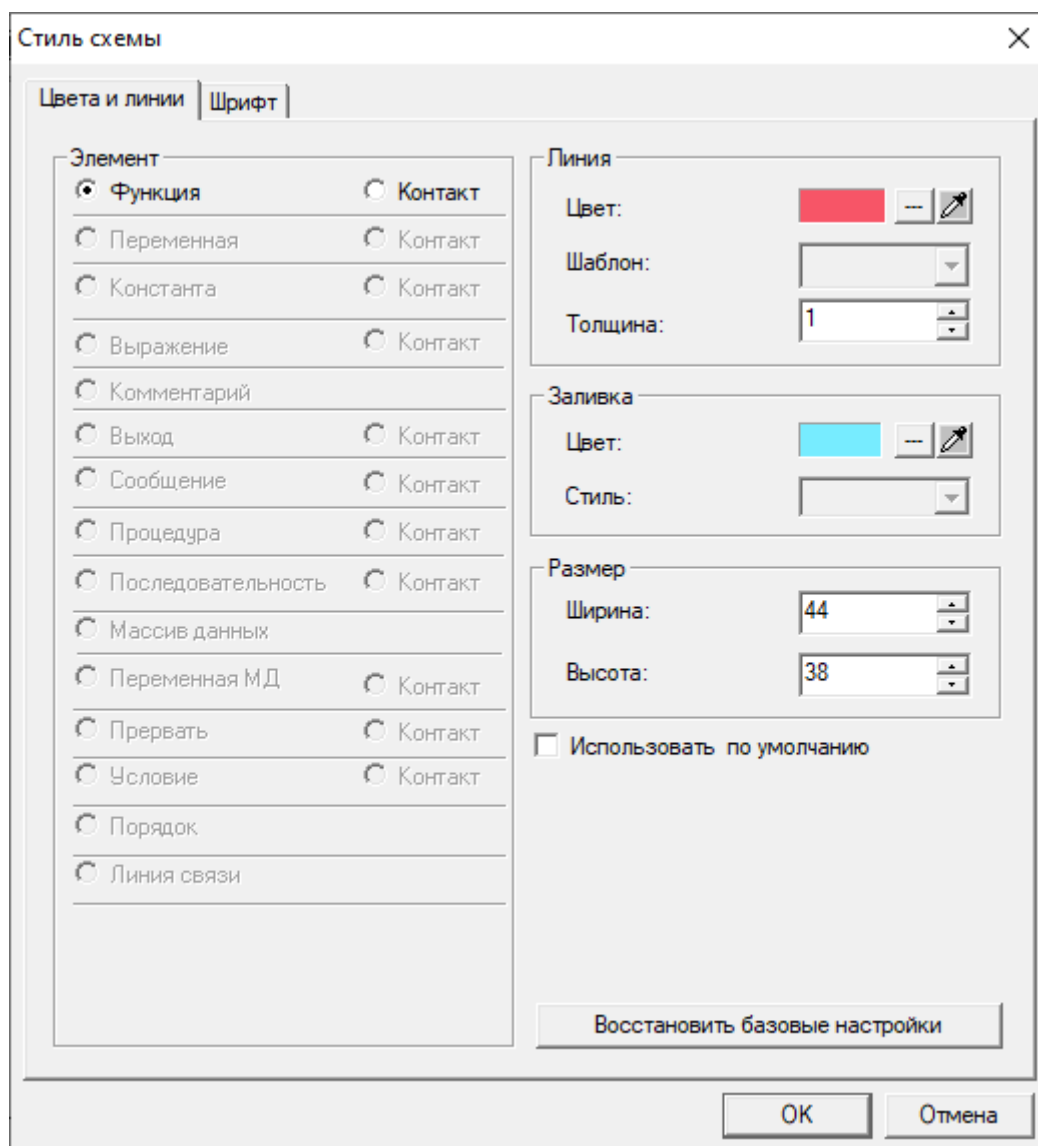 Стиль схемы
Цвета и линии Шрифт
Элемент
Функция Контакт
Переменная Контакт
Константа Контакт
Выражение Контакт
Комментарий
Выход Контакт
Сообщение Контакт
Процедура Контакт
Последовательность Контакт
Массив данных
Переменная МД Контакт
Прервать Контакт
Условие Контакт
Порядок
Линия связи
Линия
Цвет: ---
Шаблон:
Толщина: 1
Заливка
Цвет: ---
Стиль:
Размер
Ширина: 44
Высота: 38
Использовать по умолчанию
Восстановить базовые настройки
OK Отмена